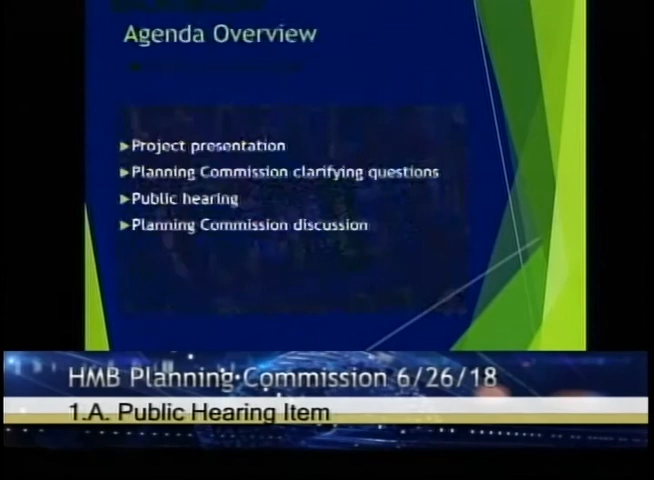 Agenda Overview
Project presentation
Planning Commission clarifying questions
Public hearing
Planning Commission discussion
HMB Planning Commission 6/26/18
1.A. Public Hearing Item